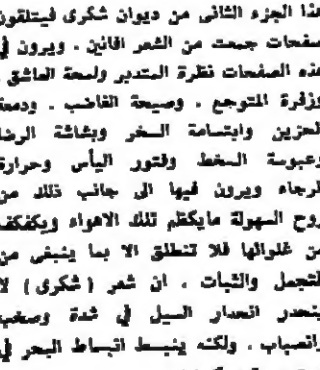 هذا الجزء الثانى من ديوان شكرى فيتلقون
صفحات جمعت من الشعر افانين . ويرون في
هذه الصفحات نظرة المتدبر ولمحة العاشق .
وزفرة المتوجع . وصيحة الغاضب . ودمعة
الحزين وابتسامة السخر وبشاشة الرضا
وعبوسة السخط وفتور اليأس وحرارة
الرجاء ويرون فيها الى جانب ذلك من
روح السهولة مايكظم تلك الاهواء ويكفكف
من غلوائها فلا تنطلق الا بما ينبغى من
التجمل والثبات . ان شعر ( شكرى ) لا
ينحدر انحدار السيل في شدة وصخب
وانصباب . ولكنه ينبسط انبساط البحر في